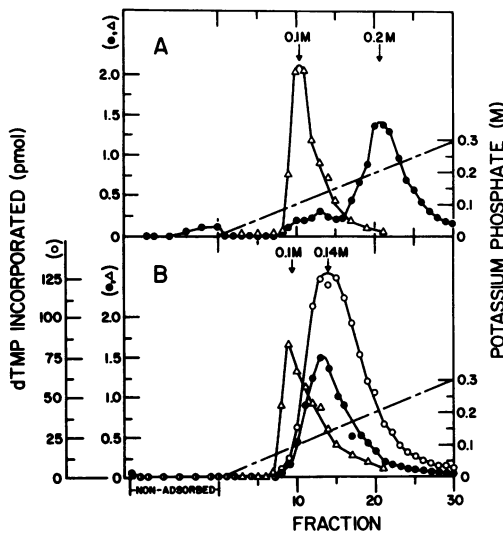 A
(●,Δ)
0.1M
0.2M
2.0
1.5
1.0
0.5
0
0.3
0.2
0.1
0
B
(○)
(●,Δ)
0.1M
0.14M
125
100
75
50
25
0
2.0
1.5
1.0
0.5
0
0.3
0.2
0.1
0
dTMP INCORPORATED (pmol)
POTASSIUM PHOSPHATE (M)
NON-ADSORBED
10
20
30
FRACTION